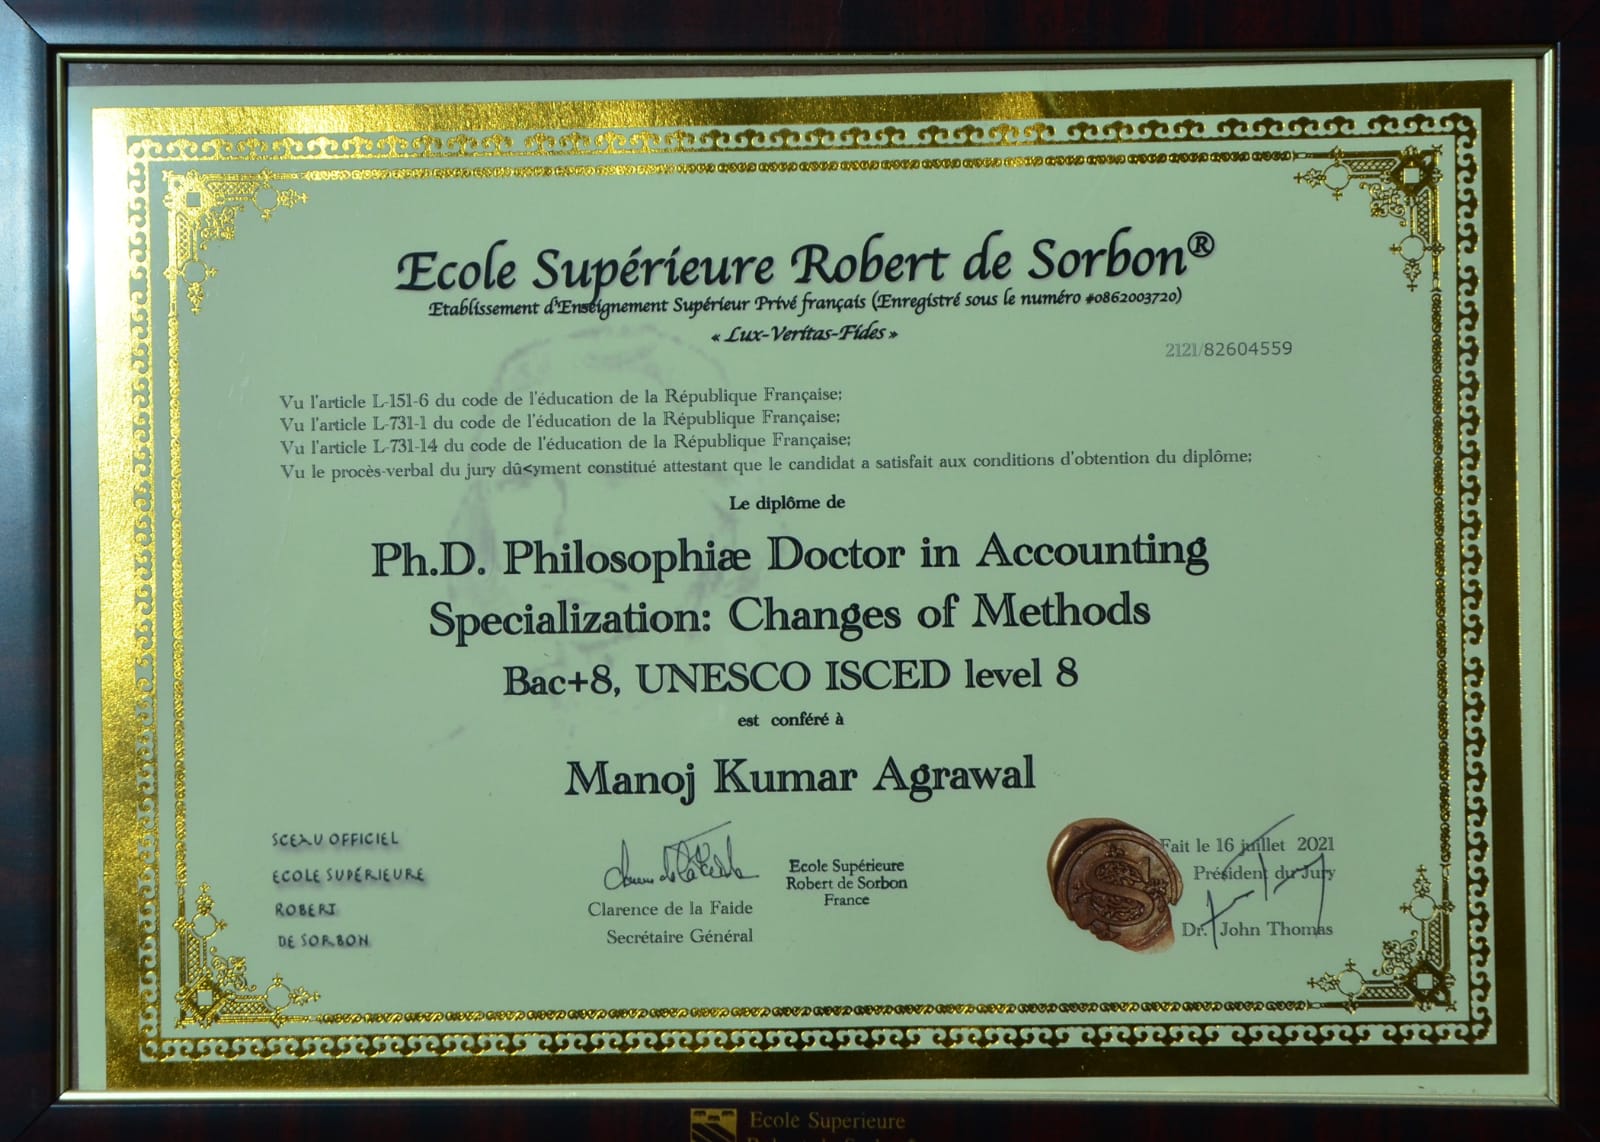 Ecole Supérieure Robert de Sorbon®
Etablissement d'Enseignement Supérieur Privé français (Enregistré sous le numéro #0862003720)
« Lux-Veritas-Fides »
2121/82604559
Vu l'article L-151-6 du code de l'éducation de la République Française;
Vu l'article L-731-1 du code de l'éducation de la République Française;
Vu l'article L-731-14 du code de l'éducation de la République Française;
Vu le procès-verbal du jury dû<yment constitué attestant que le candidat a satisfait aux conditions d'obtention du diplôme;
Le diplôme de
Ph.D. Philosophiæ Doctor in Accounting
Specialization: Changes of Methods
Bac+8, UNESCO ISCED level 8
est conféré à
Manoj Kumar Agrawal
SCEAU OFFICIEL
ECOLE SUPÉRIEURE
ROBERT
DE SORBON
Clarence de la Faide
Secrétaire Général
Ecole Supérieure
Robert de Sorbon
France
S
Fait le 16 juillet 2021
Président du Jury
Dr. John Thomas
Ecole Superieure